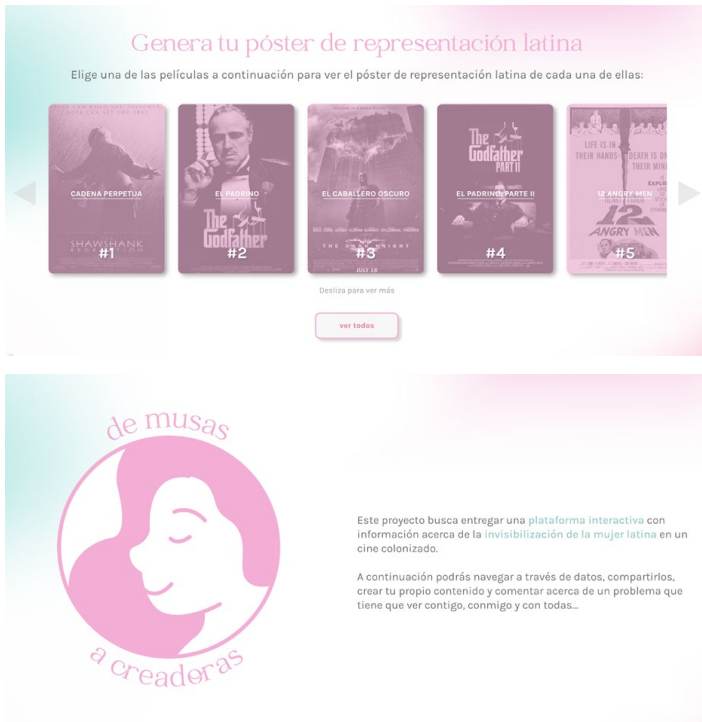 Genera tu póster de representación latina
Elige una de las películas a continuación para ver el póster de representación latina de cada una de ellas:
CADENA PERPETUA
SHAWSHANK
#1
EL PADRINO
The Godfather
#2
EL CABALLERO OSCURO
#3
JULY 18
The Godfather
PART II
EL PADRINO: PARTE II
#4
LIFE IS IN
THEIR HANDS
DEATH IS ON
THEIR MIN
12 ANGRY MEN
12
ANGRY MEN
#5
Desliza para ver más
ver todos
de musas
a creadoras
Este proyecto busca entregar una plataforma interactiva con
información acerca de la invisibilización de la mujer latina en un
cine colonizado.
A continuación podrás navegar a través de datos, compartirlos,
crear tu propio contenido y comentar acerca de un problema que
tiene que ver contigo, conmigo y con todas...